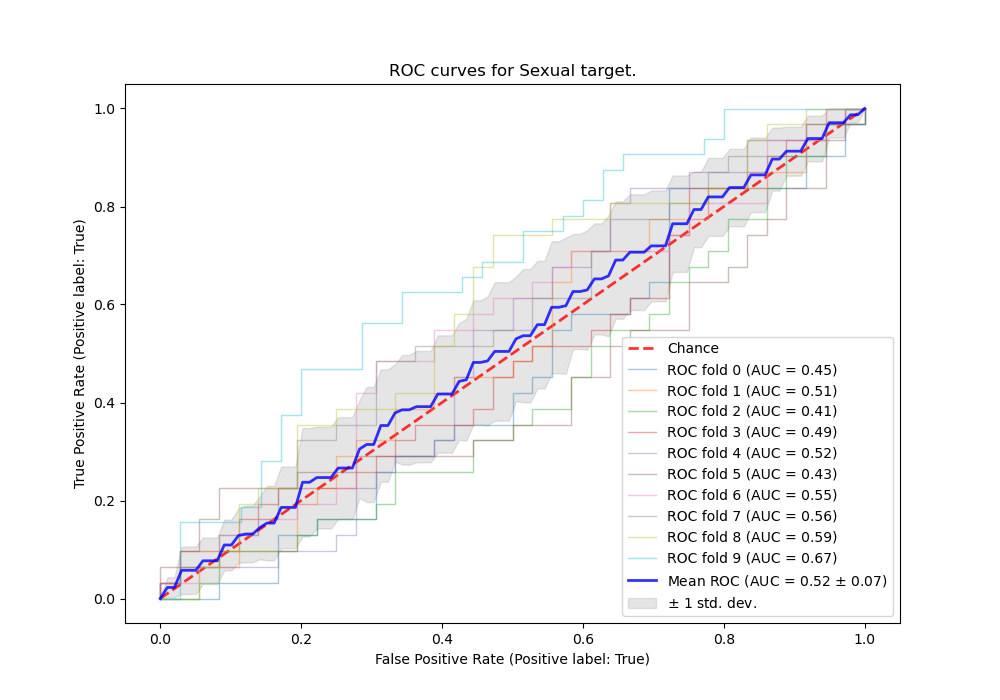 ROC curves for Sexual target.
True Positive Rate (Positive label: True)
1.0
0.8
0.6
0.4
0.2
0.0
0.0 0.2 0.4 0.6 0.8 1.0
False Positive Rate (Positive label: True)
Chance
ROC fold 0 (AUC = 0.45)
ROC fold 1 (AUC = 0.51)
ROC fold 2 (AUC = 0.41)
ROC fold 3 (AUC = 0.49)
ROC fold 4 (AUC = 0.52)
ROC fold 5 (AUC = 0.43)
ROC fold 6 (AUC = 0.55)
ROC fold 7 (AUC = 0.56)
ROC fold 8 (AUC = 0.59)
ROC fold 9 (AUC = 0.67)
Mean ROC (AUC = 0.52 ± 0.07)
± 1 std. dev.